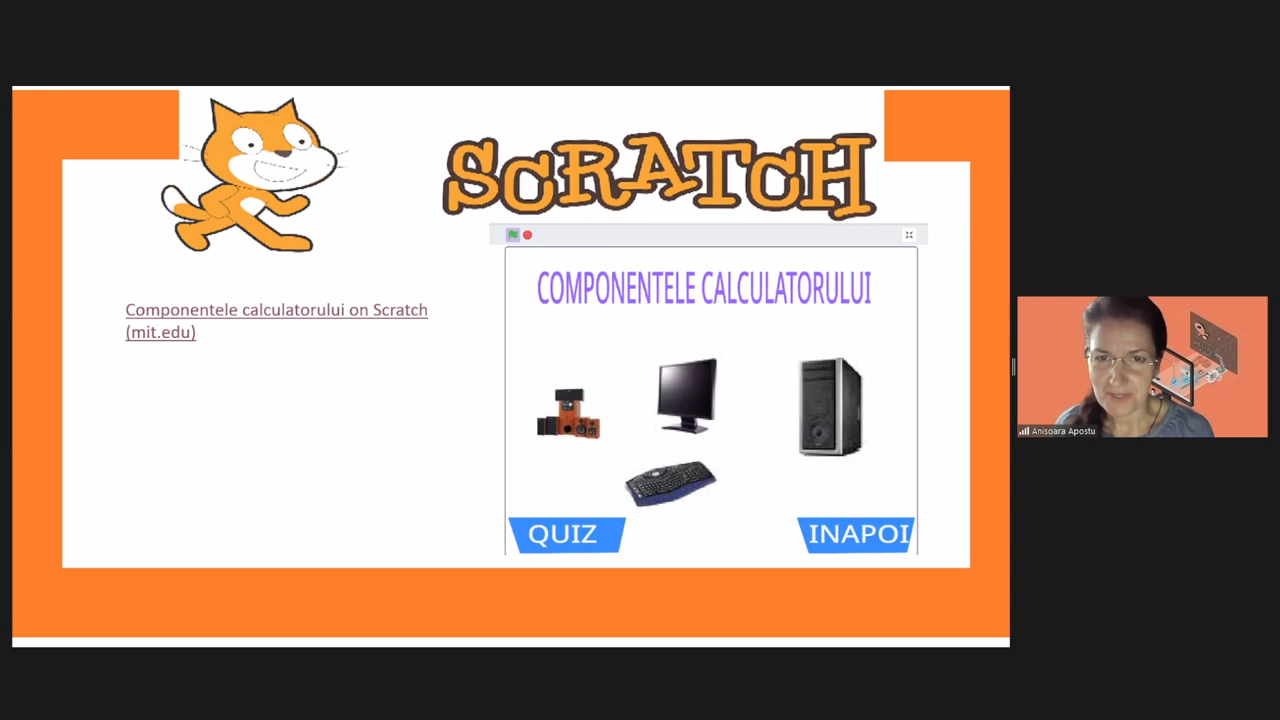 SCRATCH
COMPONENTELE CALCULATORULUI
Componentele calculatorului on Scratch
(mit.edu)
QUIZ
INAPOI
Anisoara Apostu